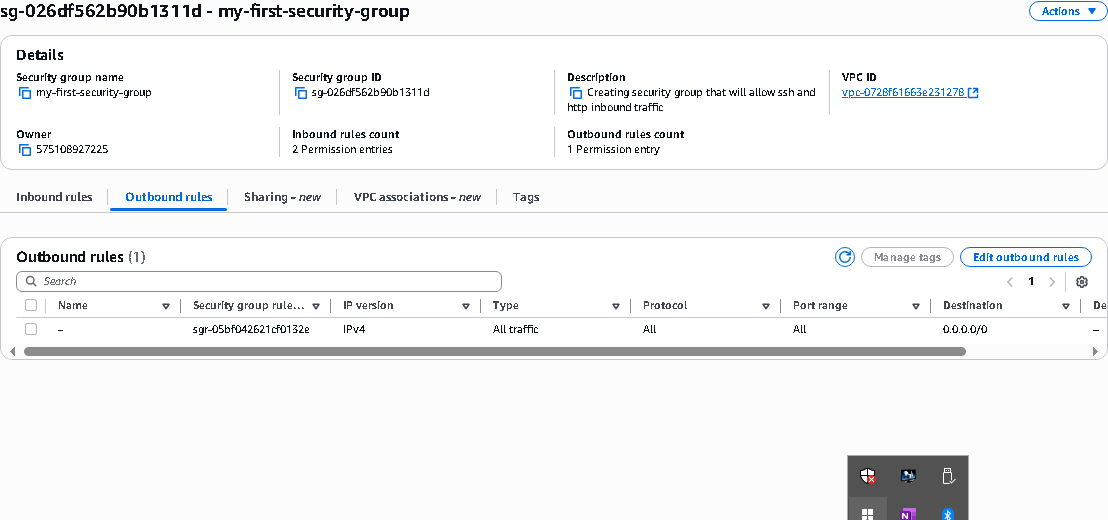 sg-026df562b90b1311d - my-first-security-group
Actions
Details
Security group name
my-first-security-group
Security group ID
sg-026df562b90b1311d
Description
Creating security group that will allow ssh and
http inbound traffic
VPC ID
vpc-0728f61663e231278
Owner
575108927225
Inbound rules count
2 Permission entries
Outbound rules count
1 Permission entry
Inbound rules
Outbound rules
Sharing - new
VPC associations - new
Tags
Outbound rules (1)
Manage tags
Edit outbound rules
Search
1
Name
Security group rule...
IP version
Type
Protocol
Port range
Destination
De
–
sgr-05bf042621cf0132e
IPv4
All traffic
All
All
0.0.0.0/0
–
N